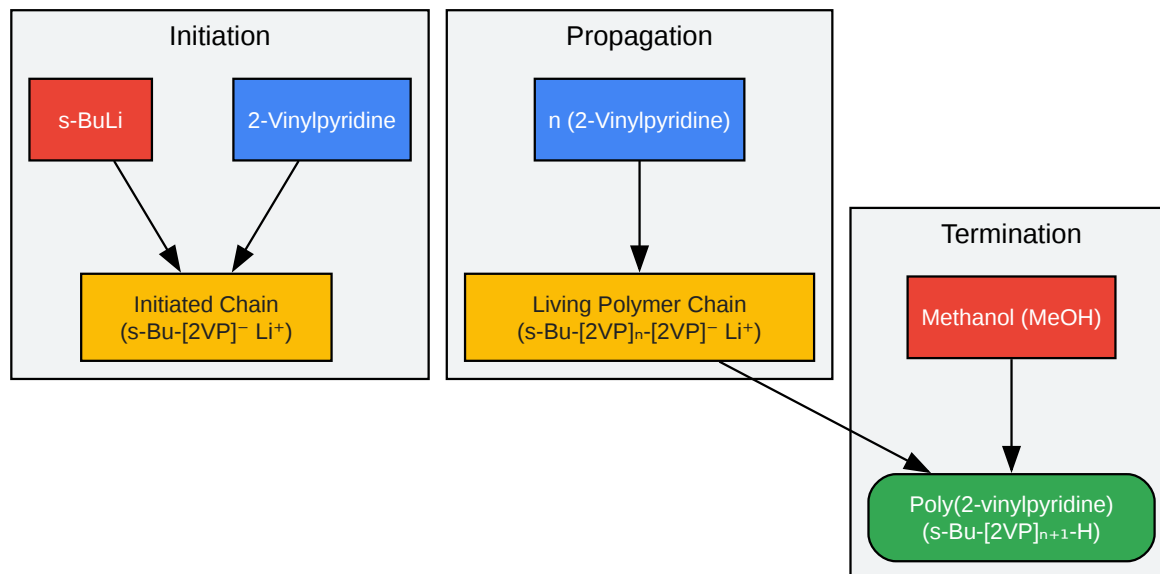 Initiation
s-BuLi
2-Vinylpyridine
Initiated Chain
(s-Bu-[2VP]⁻ Li⁺)
Propagation
n (2-Vinylpyridine)
Living Polymer Chain
(s-Bu-[2VP]ₙ-[2VP]⁻ Li⁺)
Termination
Methanol (MeOH)
Poly(2-vinylpyridine)
(s-Bu-[2VP]ₙ₊₁-H)